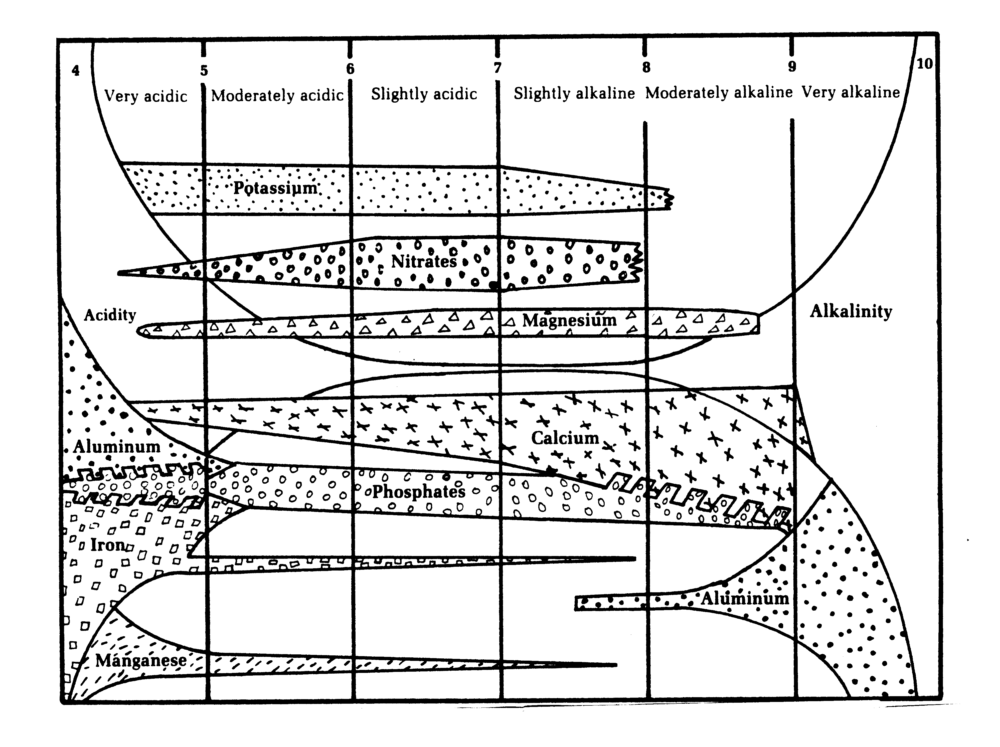 4 5 6 7 8 9 10
Very acidic Moderately acidic Slightly acidic Slightly alkaline Moderately alkaline Very alkaline
Potassium
Nitrates
Acidity
Magnesium
Alkalinity
Calcium
Aluminum
Phosphates
Iron
Aluminum
Manganese